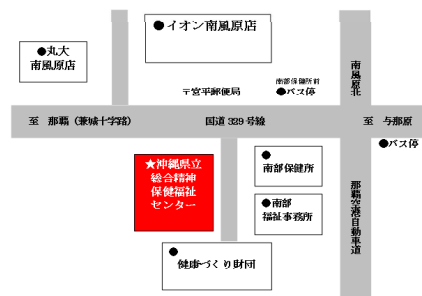 ●イオン南風原店
●丸大
南風原店
南風原北
南部保健所前
〒宮平郵便局
●バス停
至 那覇（兼城十字路）
国道329号線
至 与那原
●バス停
★沖縄県立
総合精神
保健福祉
センター
●
南部保健所
●南部
福祉事務所
那覇空港自動車道
●
健康づくり財団